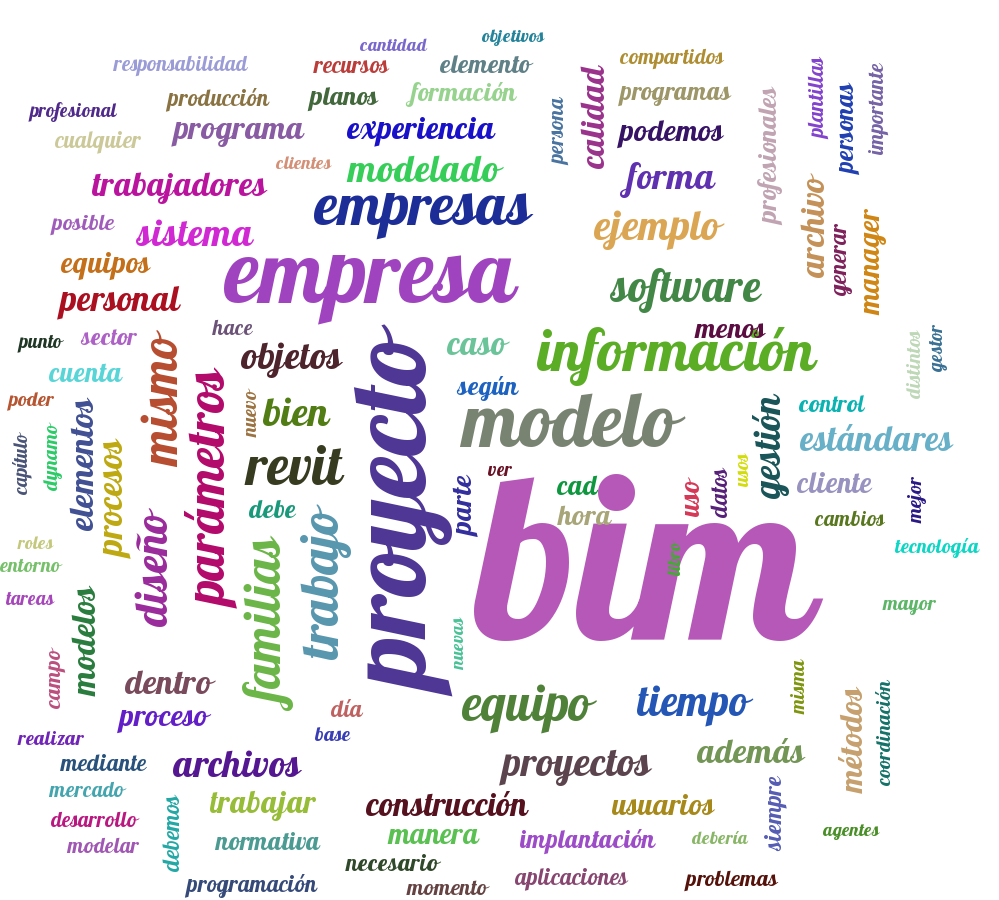 objetivos
cantidad
compartidos
responsabilidad
recursos
elemento
profesional
producción
planos
formación
programas
cualquier
programa
experiencia
persona
calidad
podemos
profesionales
plantillas
personas
importante
clientes
modelado
trabajadores
forma
empresas
posible
sistema
ejemplo
archivo
generar
manager
equipos
empresa
personal
software
punto
sector
hace
menos
mismo
objetos
caso
información
distintos
gestor
cuenta
según
poder
parámetros
nuevo
bien
proyecto
modelo
gestión
control
estándares
capítulo
dynamo
elementos
procesos
revit
ver
parte
cad
uso
datos
usos
cliente
mejor
debe
hora
bim
cambios
roles
entorno
diseño
familias
trabajo
libro
tecnología
tareas
modelos
nuevas
mayor
campo
dentro
misma
proceso
día
equipo
tiempo
métodos
coordinación
realizar
base
mediante
archivos
proyectos
además
mercado
debemos
trabajar
construcción
usuarios
siempre
desarrollo
modelar
normativa
manera
implantación
debería
agentes
necesario
programación
momento
aplicaciones
problemas